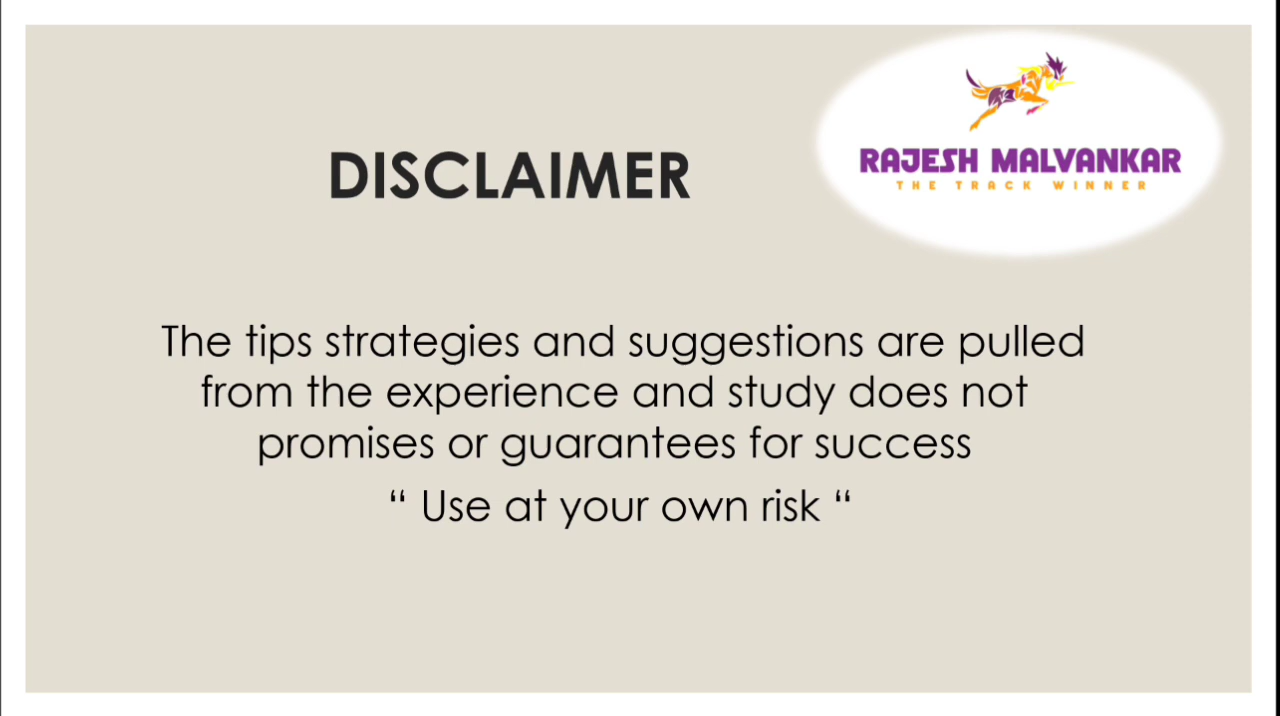 RAJESH MALVANKAR
THE TRACK WINNER
DISCLAIMER
The tips strategies and suggestions are pulled
from the experience and study does not
promises or guarantees for success
“ Use at your own risk “